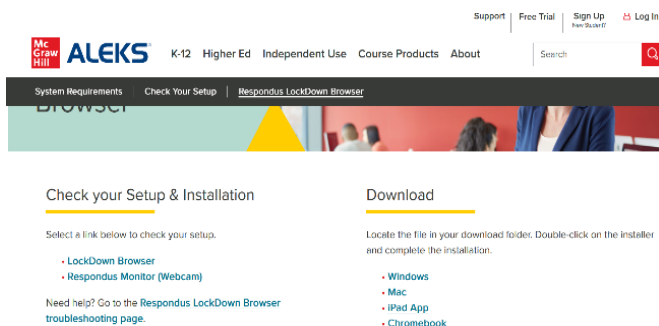 Support Free Trial Sign Up Log In
New Student?
Mc Graw Hill ALEKS K-12 Higher Ed Independent Use Course Products About Search
System Requirements Check Your Setup Respondus LockDown Browser
Browser
Check your Setup & Installation
Select a link below to check your setup.
• LockDown Browser
• Respondus Monitor (Webcam)
Need help? Go to the Respondus LockDown Browser
troubleshooting page.
Download
Locate the file in your download folder. Double-click on the installer
and complete the installation.
• Windows
• Mac
• iPad App
• Chromebook